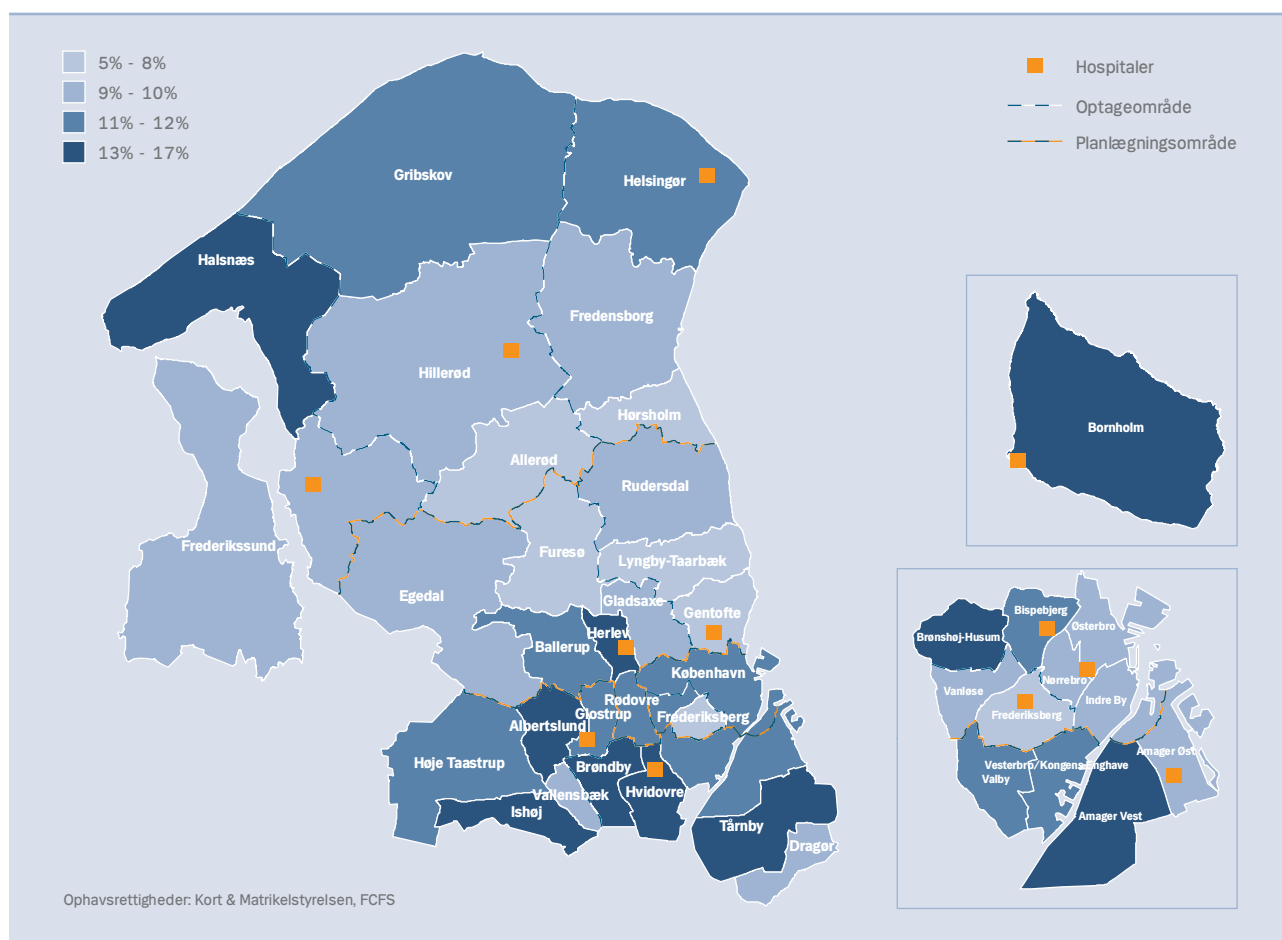 5% - 8%
9% - 10%
11% - 12%
13% - 17%
Hospitaler
Optageområde
Planlægningsområde
Gribskov
Helsingør
Halsnæs
Fredensborg
Hillerød
Hørsholm
Allerød
Rudersdal
Frederikssund
Furesø
Lyngby-Taarbæk
Egedal
Gladsaxe
Gentofte
Herlev
Ballerup
København
Rødovre
Glostrup
Frederiksberg
Albertslund
Høje Taastrup
Brøndby
Vallensbæk
Hvidovre
Ishøj
Tårnby
Dragør
Bornholm
Bispebjerg
Østerbro
Brønshøj-Husum
Nørrebro
Vanløse
Indre By
Frederiksberg
Amager Øst
Vesterbro/Kongens Enghave
Valby
Amager Vest
Ophavsrettigheder: Kort & Matrikelstyrelsen, FCFS